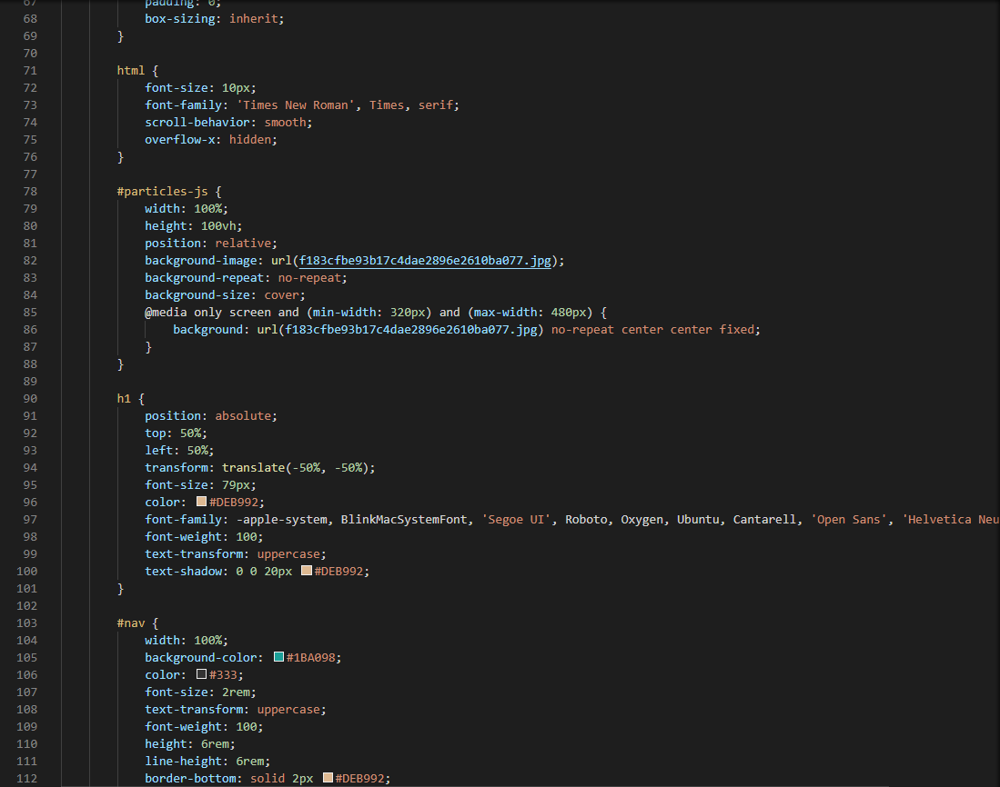 67 padding: 0;
68 box-sizing: inherit;
69 }
70
71 html {
72 font-size: 10px;
73 font-family: 'Times New Roman', Times, serif;
74 scroll-behavior: smooth;
75 overflow-x: hidden;
76 }
77
78 #particles-js {
79 width: 100%;
80 height: 100vh;
81 position: relative;
82 background-image: url(f183cfbe93b17c4dae2896e2610ba077.jpg);
83 background-repeat: no-repeat;
84 background-size: cover;
85 @media only screen and (min-width: 320px) and (max-width: 480px) {
86 background: url(f183cfbe93b17c4dae2896e2610ba077.jpg) no-repeat center center fixed;
87 }
88 }
89
90 h1 {
91 position: absolute;
92 top: 50%;
93 left: 50%;
94 transform: translate(-50%, -50%);
95 font-size: 79px;
96 color: #DEB992;
97 font-family: -apple-system, BlinkMacSystemFont, 'Segoe UI', Roboto, Oxygen, Ubuntu, Cantarell, 'Open Sans', 'Helvetica Neu
98 font-weight: 100;
99 text-transform: uppercase;
100 text-shadow: 0 0 20px #DEB992;
101 }
102
103 #nav {
104 width: 100%;
105 background-color: #1BA098;
106 color: #333;
107 font-size: 2rem;
108 text-transform: uppercase;
109 font-weight: 100;
110 height: 6rem;
111 line-height: 6rem;
112 border-bottom: solid 2px #DEB992;